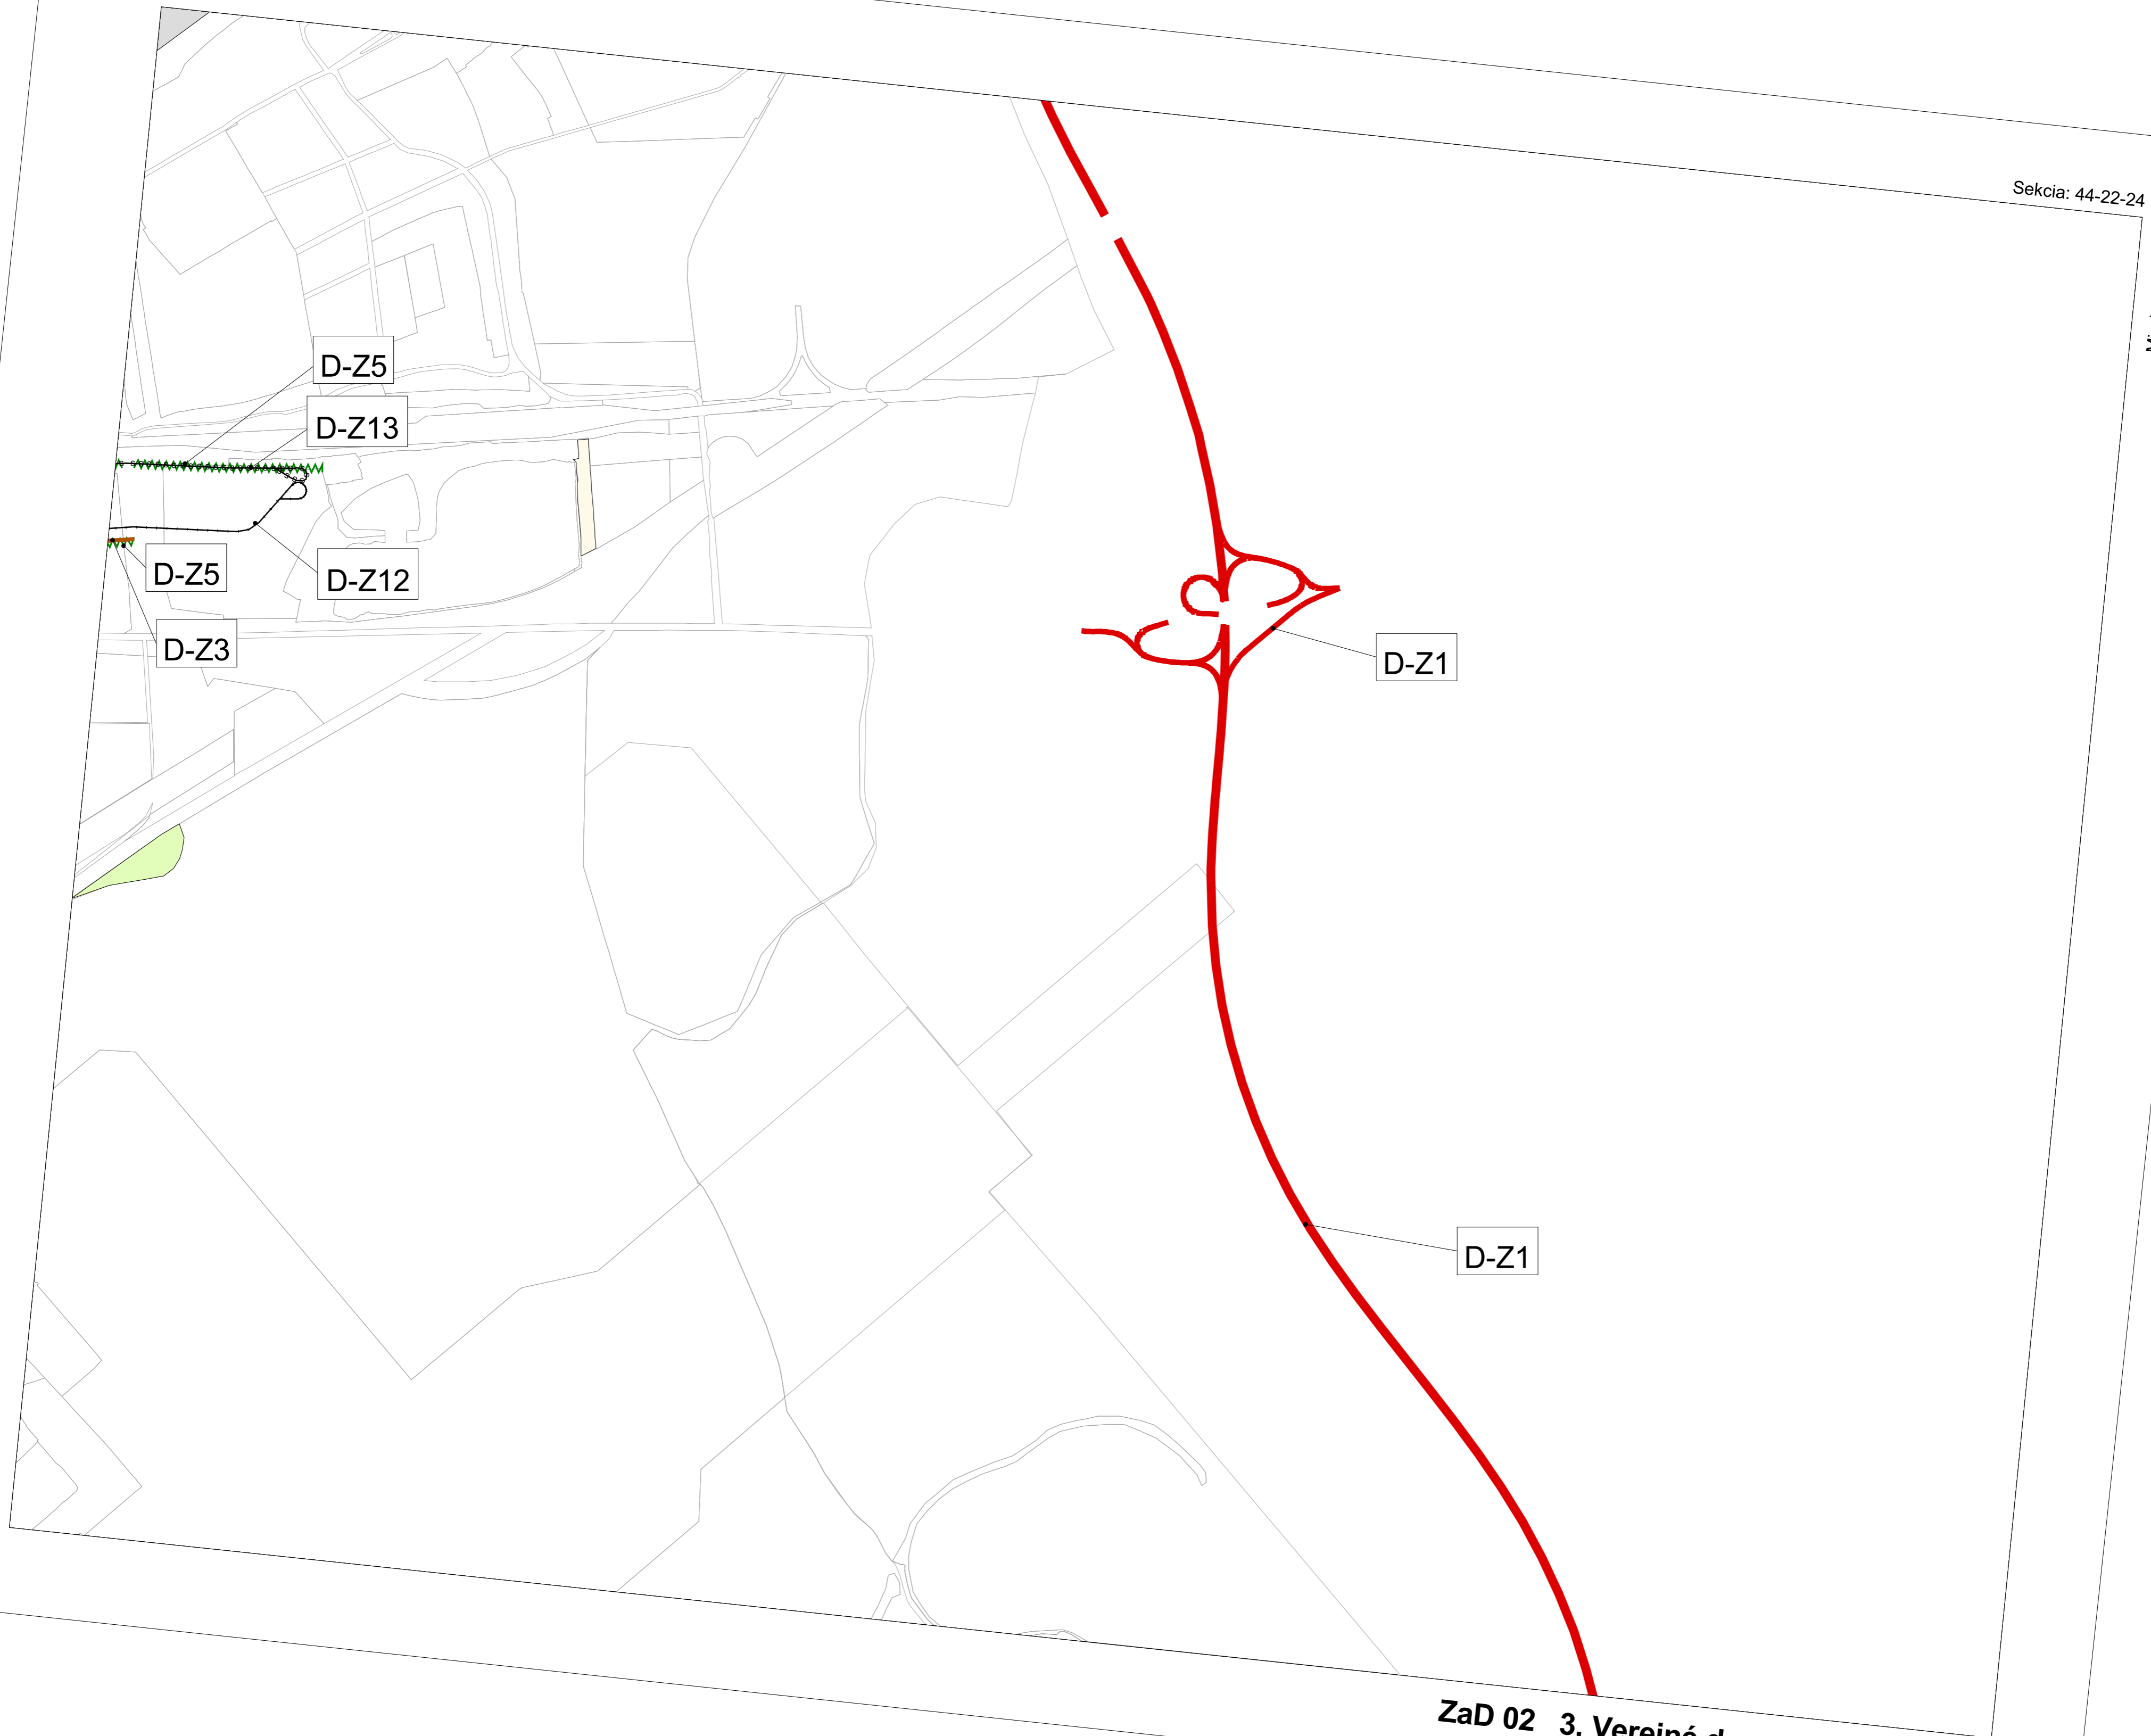 Sekcia: 44-22-24
D-Z5
D-Z13
D-Z5
D-Z12
D-Z3
D-Z1
D-Z1
ZaD 02 3. Verejné